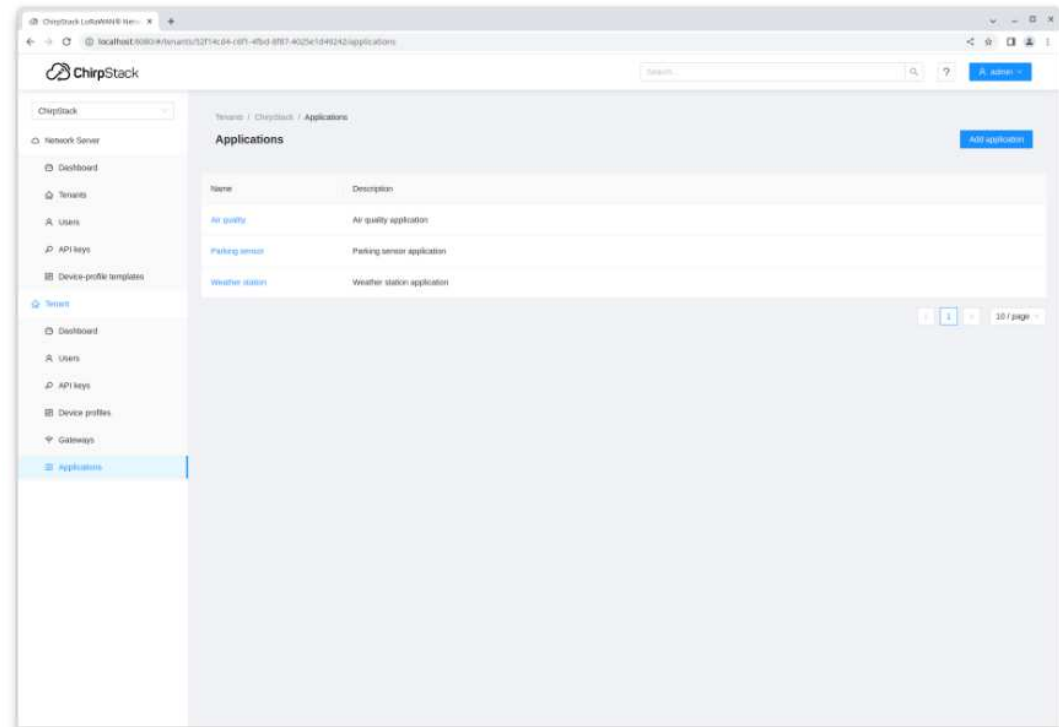 ChirpStack LoRaWAN® Netw
localhost:8080/#/tenants/52f14cd4-c6f1-4fbd-8f87-4025e1d49242/applications
ChirpStack
Search...
?
admin
ChirpStack
Network Server
Dashboard
Tenants
Users
API keys
Device-profile templates
Tenant
Dashboard
Users
API keys
Device profiles
Gateways
Applications
Tenants / ChirpStack / Applications
Applications
Add application
Name Description
Air quality Air quality application
Parking sensor Parking sensor application
Weather station Weather station application
1
10 / page